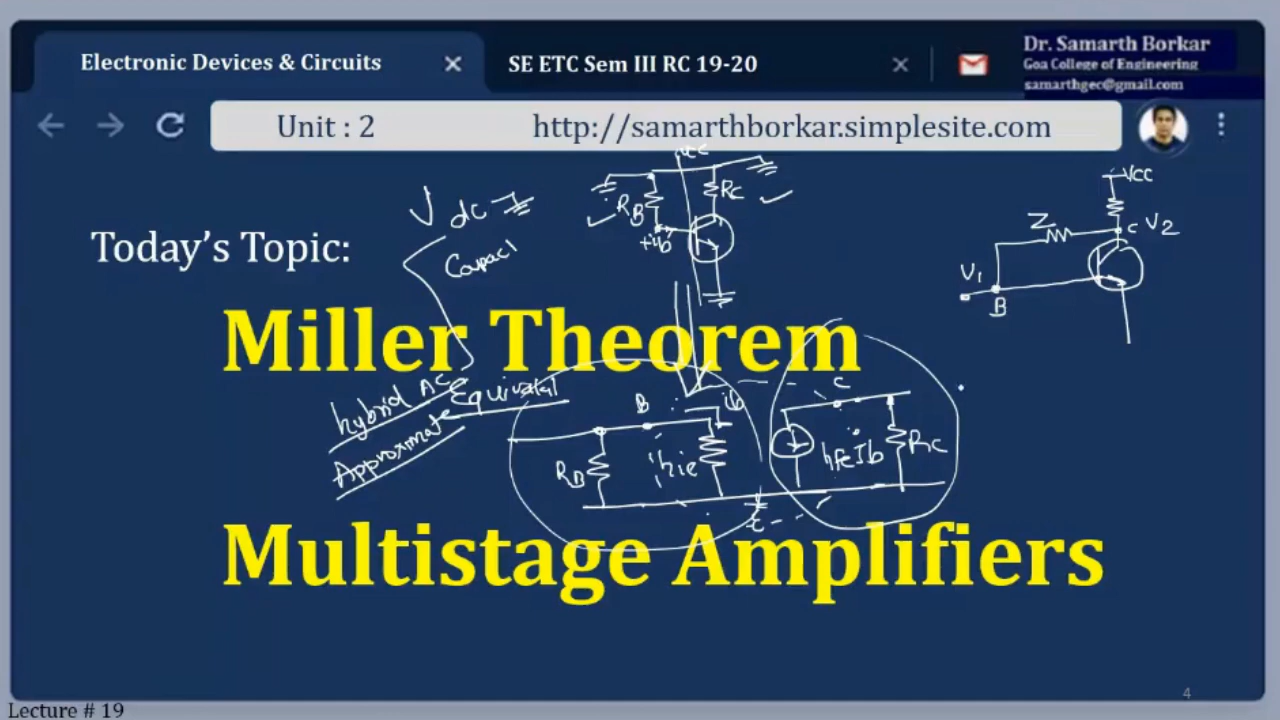 Electronic Devices & Circuits
SE ETC Sem III RC 19-20
Dr. Samarth Borkar
Goa College of Engineering
samarthgec@gmail.com
Unit : 2
http://samarthborkar.simplesite.com
Today's Topic:
Vdc
VCC
RB
RC
+ib
VCC
Z
C V2
V1
B
Miller Theorem
hybrid AC
Equivalent
Approximate
B
ib
C
RB
hie
hfeIb
RC
Multistage Amplifiers
4
Lecture # 19